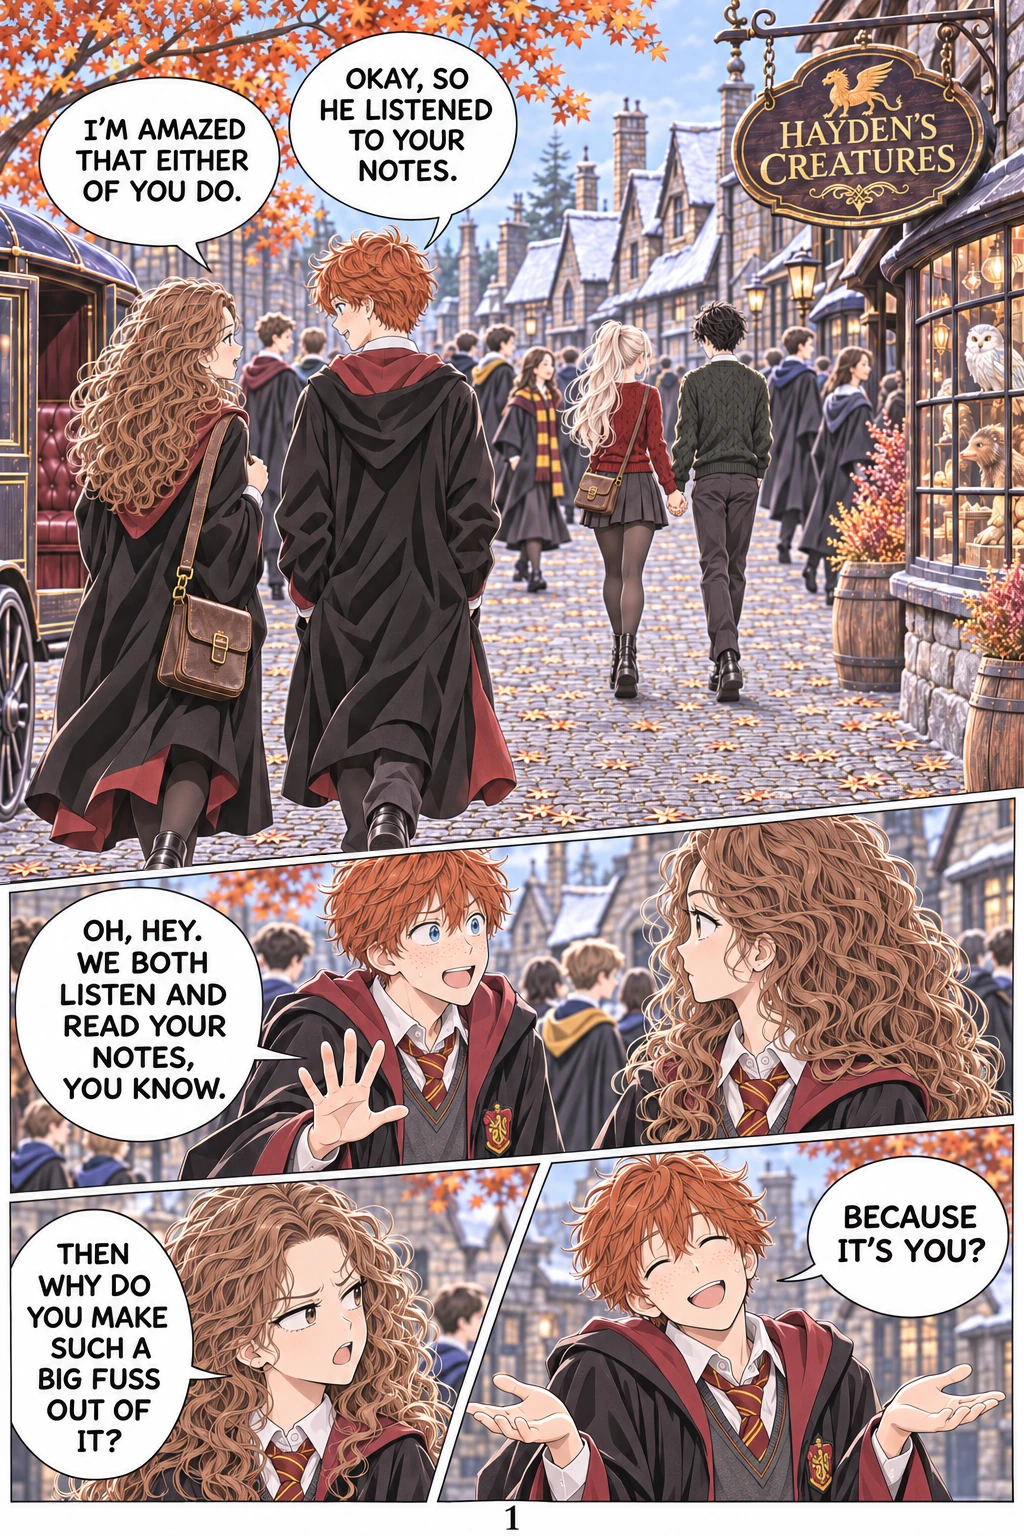 I'M AMAZED
THAT EITHER
OF YOU DO.
OKAY, SO
HE LISTENED
TO YOUR
NOTES.
HAYDEN'S
CREATURES
OH, HEY.
WE BOTH
LISTEN AND
READ YOUR
NOTES,
YOU KNOW.
THEN
WHY DO
YOU MAKE
SUCH A
BIG FUSS
OUT OF
IT?
BECAUSE
IT'S YOU?
1